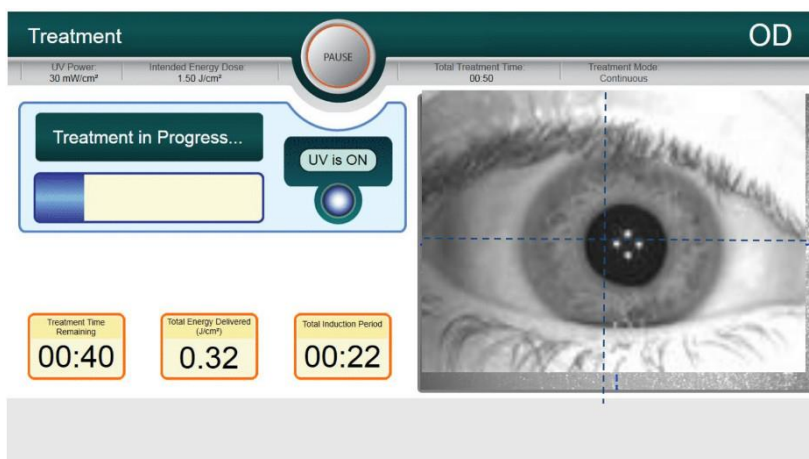 Treatment
OD
PAUSE
UV Power:
30 mW/cm²
Intended Energy Dose:
1.50 J/cm²
Total Treatment Time:
00:50
Treatment Mode:
Continuous
Treatment in Progress...
UV is ON
Treatment Time
Remaining
00:40
Total Energy Delivered
(J/cm²)
0.32
Total Induction Period
00:22